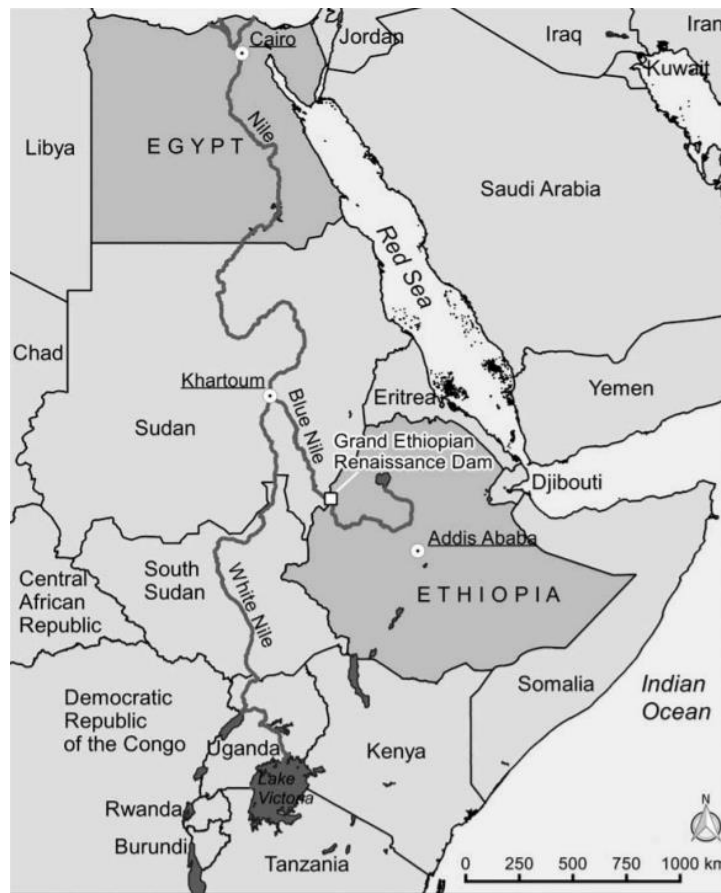 Cairo
Jordan
Iraq
Iran
Kuwait
Nile
Libya
EGYPT
Saudi Arabia
Red Sea
Chad
Khartoum
Blue Nile
Eritrea
Yemen
Sudan
Grand Ethiopian
Renaissance Dam
Djibouti
Addis Ababa
Central
African
Republic
South
Sudan
White Nile
ETHIOPIA
Somalia
Indian
Ocean
Democratic
Republic
of the Congo
Uganda
Kenya
Lake
Victoria
Rwanda
Burundi
Tanzania
N
0 250 500 750 1000 km